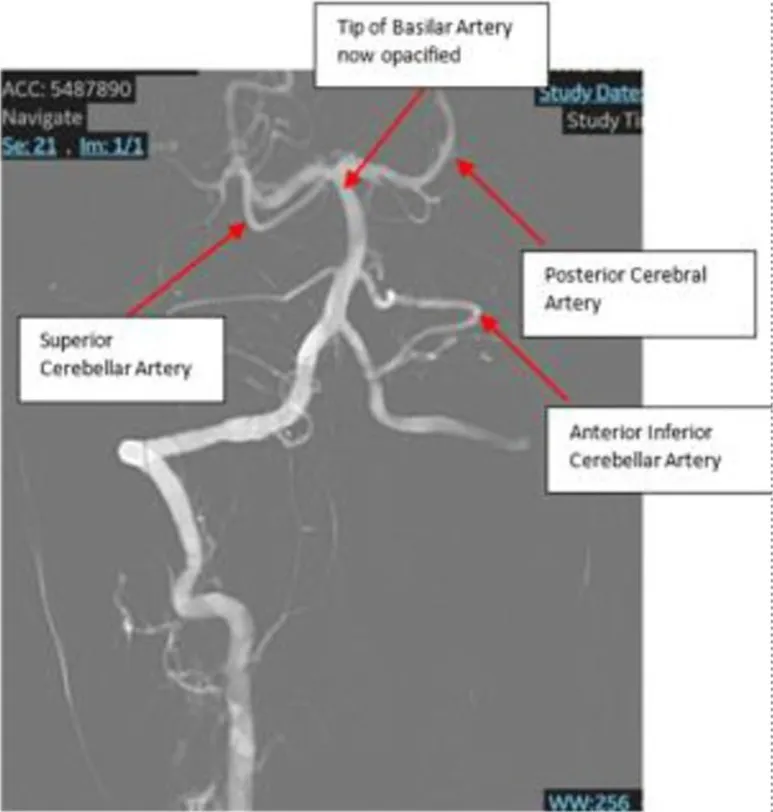 Tip of Basilar Artery
now opacified
ACC: 5487890
Navigate
Se: 21 , Im: 1/1
Study Date:
Study Ti
Posterior Cerebral
Artery
Superior
Cerebellar Artery
Anterior Inferior
Cerebellar Artery
WW:256